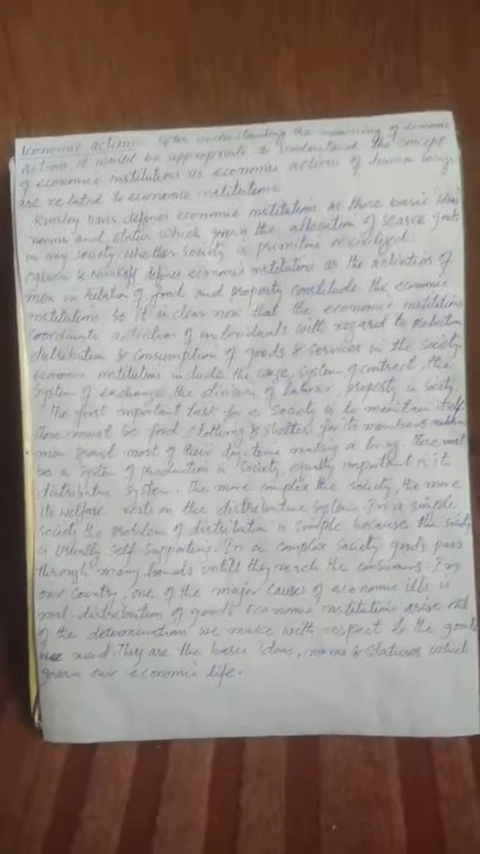 Economic actions: After understanding the meaning of economic
actions, it would be appropriate to understand the concept
of economic institutions as economic actions of human beings
are related to economic institutions.
Kinsley Davis defines economic institutions as those basic ideas
norms and status which govern the allocation of scarce goods
in any society whether society is primitive or civilized.
Ogburn & Nimkoff defines economic institutions as the activities of
men in relation of food and property constitute the economic
institutions so it is clear now that the economic institutions
coordinate activities of individuals with regard to production
distribution & consumption of goods & services in the society
economic institutions include the wage, system of contract, the
system of exchange, the division of labour, property in society.
The first important task for a society is to maintain itself.
There must be food, clothing & shelter for its members
men spend most of their day-time making a living. There must
be a system of production in society, equally important is its
distributive system. The more complex the society, the more
its welfare rests on the distributive system. In a simple
society the problem of distribution is simple because the society
is usually self supporting. In a complex society goods pass
through many hands until they reach the consumers. In
our country, one of the major causes of economic ills is
mal-distribution of goods. Economic institutions arise out
of the determination we make with respect to the goods
we need. They are the basic ideas, norms & statuses which
govern our economic life.